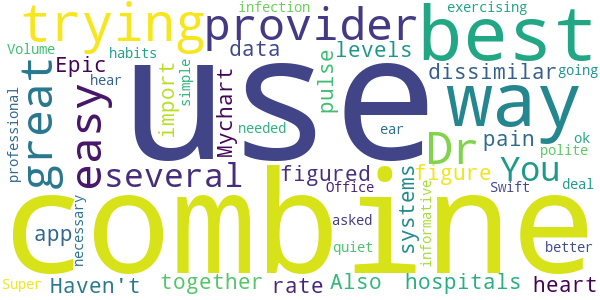 infection exercising
trying provider best
Volume habits data levels
great Epic import simple pulse hear dissimilar going
professional easy Mychart use way
needed Dr pain ear ok
several figured You polite
necessary Office figure Swift deal
combine
app asked systems informative
quiet better
Super Haven't together rate Also hospitals heart